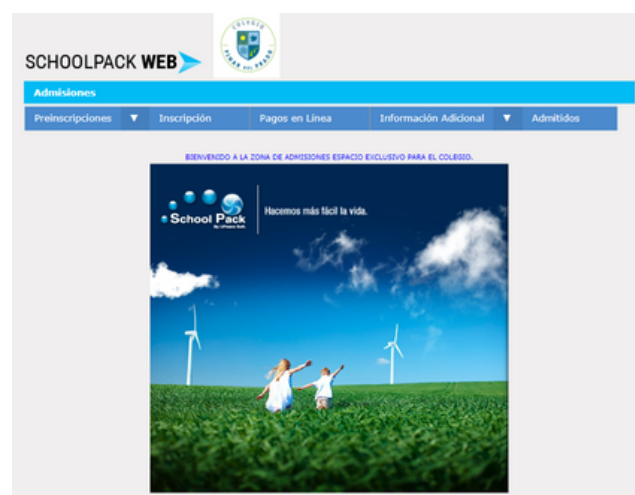 COLEGIO
PINAR DEL PRADO
SCHOOLPACK WEB
Admisiones
Preinscripciones ▼ Inscripción Pagos en Línea Información Adicional ▼ Admitidos
BIENVENIDO A LA ZONA DE ADMISIONES ESPACIO EXCLUSIVO PARA EL COLEGIO.
School Pack
Hacemos más fácil la vida.